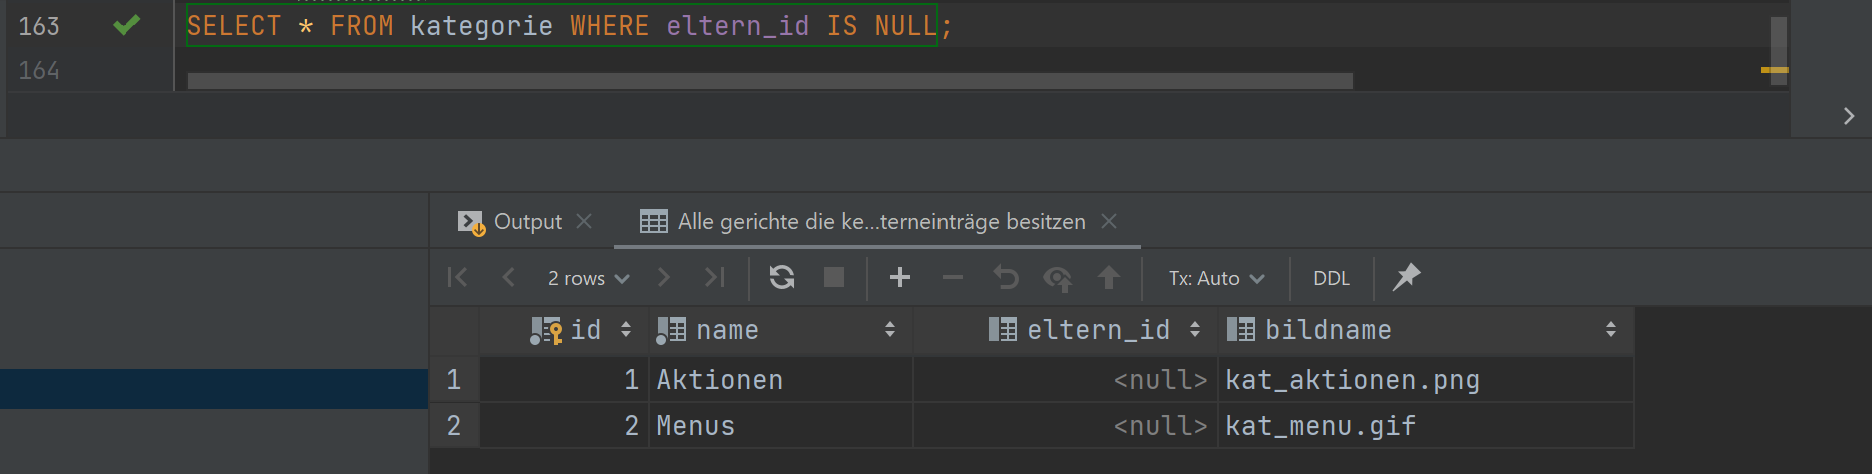 163 SELECT * FROM kategorie WHERE eltern_id IS NULL;
164
Output Alle gerichte die ke...terneinträge besitzen
2 rows Tx: Auto DDL
id name eltern_id bildname
1 1 Aktionen <null> kat_aktionen.png
2 2 Menus <null> kat_menu.gif